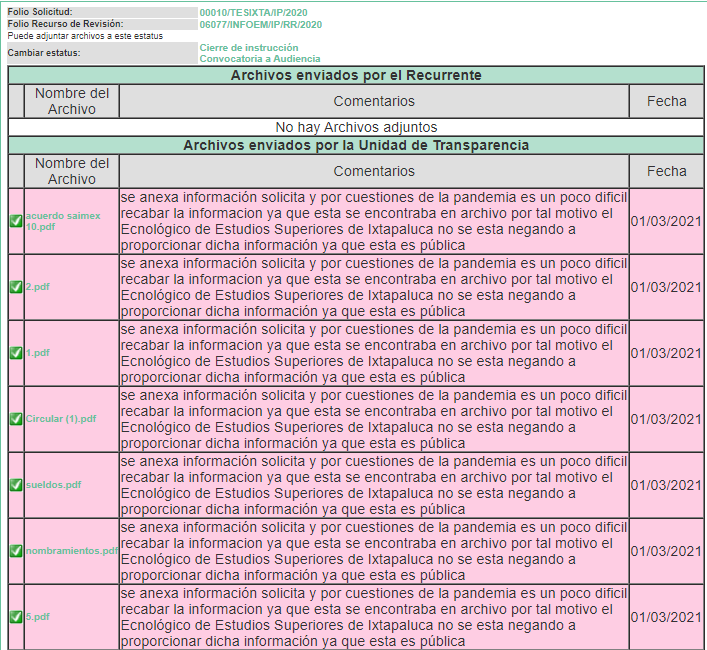 Folio Solicitud: 00010/TESIXTA/IP/2020
Folio Recurso de Revisión: 06077/INFOEM/IP/RR/2020
Puede adjuntar archivos a este estatus
Cambiar estatus: Cierre de instrucción
Convocatoria a Audiencia
Archivos enviados por el Recurrente
Nombre del Archivo Comentarios Fecha
No hay Archivos adjuntos
Archivos enviados por la Unidad de Transparencia
Nombre del Archivo Comentarios Fecha
acuerdo saimex 10.pdf
se anexa información solicita y por cuestiones de la pandemia es un poco dificil
recabar la informacion ya que esta se encontraba en archivo por tal motivo el
Ecnológico de Estudios Superiores de Ixtapaluca no se esta negando a
proporcionar dicha información ya que esta es pública
01/03/2021
2.pdf
se anexa información solicita y por cuestiones de la pandemia es un poco dificil
recabar la informacion ya que esta se encontraba en archivo por tal motivo el
Ecnológico de Estudios Superiores de Ixtapaluca no se esta negando a
proporcionar dicha información ya que esta es pública
01/03/2021
1.pdf
se anexa información solicita y por cuestiones de la pandemia es un poco dificil
recabar la informacion ya que esta se encontraba en archivo por tal motivo el
Ecnológico de Estudios Superiores de Ixtapaluca no se esta negando a
proporcionar dicha información ya que esta es pública
01/03/2021
Circular (1).pdf
se anexa información solicita y por cuestiones de la pandemia es un poco dificil
recabar la informacion ya que esta se encontraba en archivo por tal motivo el
Ecnológico de Estudios Superiores de Ixtapaluca no se esta negando a
proporcionar dicha información ya que esta es pública
01/03/2021
sueldos.pdf
se anexa información solicita y por cuestiones de la pandemia es un poco dificil
recabar la informacion ya que esta se encontraba en archivo por tal motivo el
Ecnológico de Estudios Superiores de Ixtapaluca no se esta negando a
proporcionar dicha información ya que esta es pública
01/03/2021
nombramientos.pdf
se anexa información solicita y por cuestiones de la pandemia es un poco dificil
recabar la informacion ya que esta se encontraba en archivo por tal motivo el
Ecnológico de Estudios Superiores de Ixtapaluca no se esta negando a
proporcionar dicha información ya que esta es pública
01/03/2021
5.pdf
se anexa información solicita y por cuestiones de la pandemia es un poco dificil
recabar la informacion ya que esta se encontraba en archivo por tal motivo el
Ecnológico de Estudios Superiores de Ixtapaluca no se esta negando a
proporcionar dicha información ya que esta es pública
01/03/2021